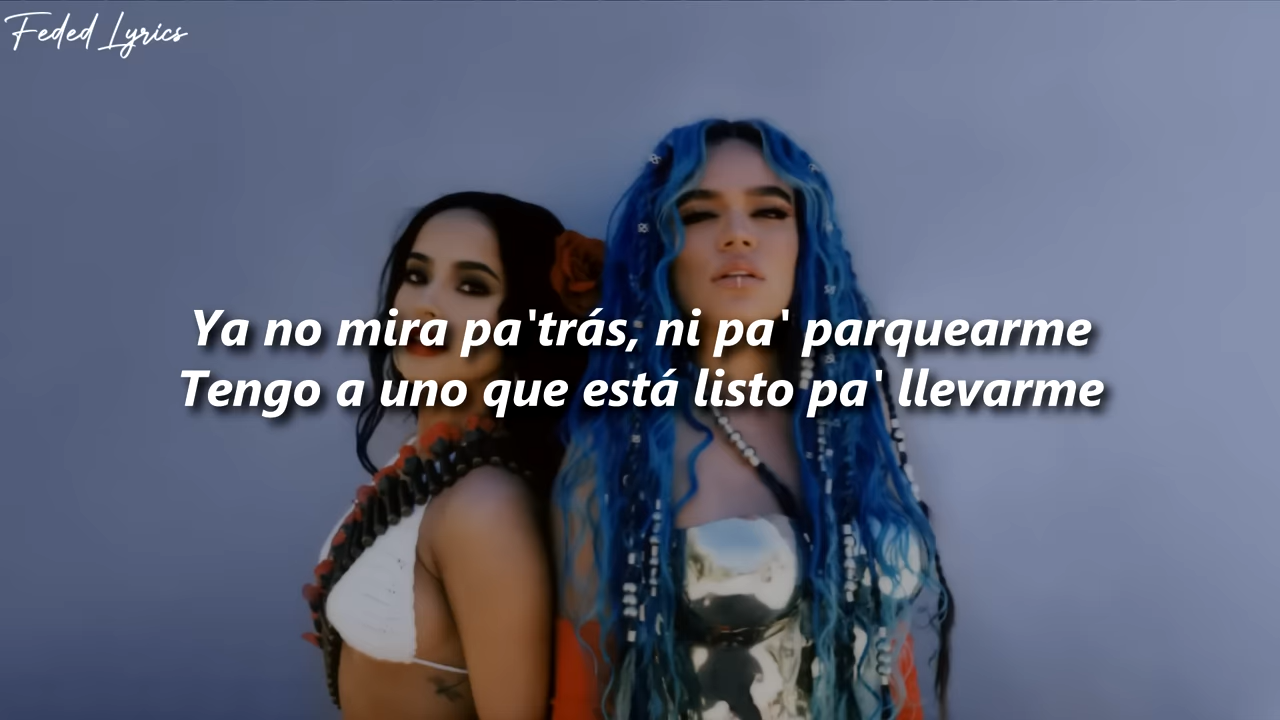 Feded Lyrics
Ya no mira pa'trás, ni pa' parquearme
Tengo a uno que está listo pa' llevarme